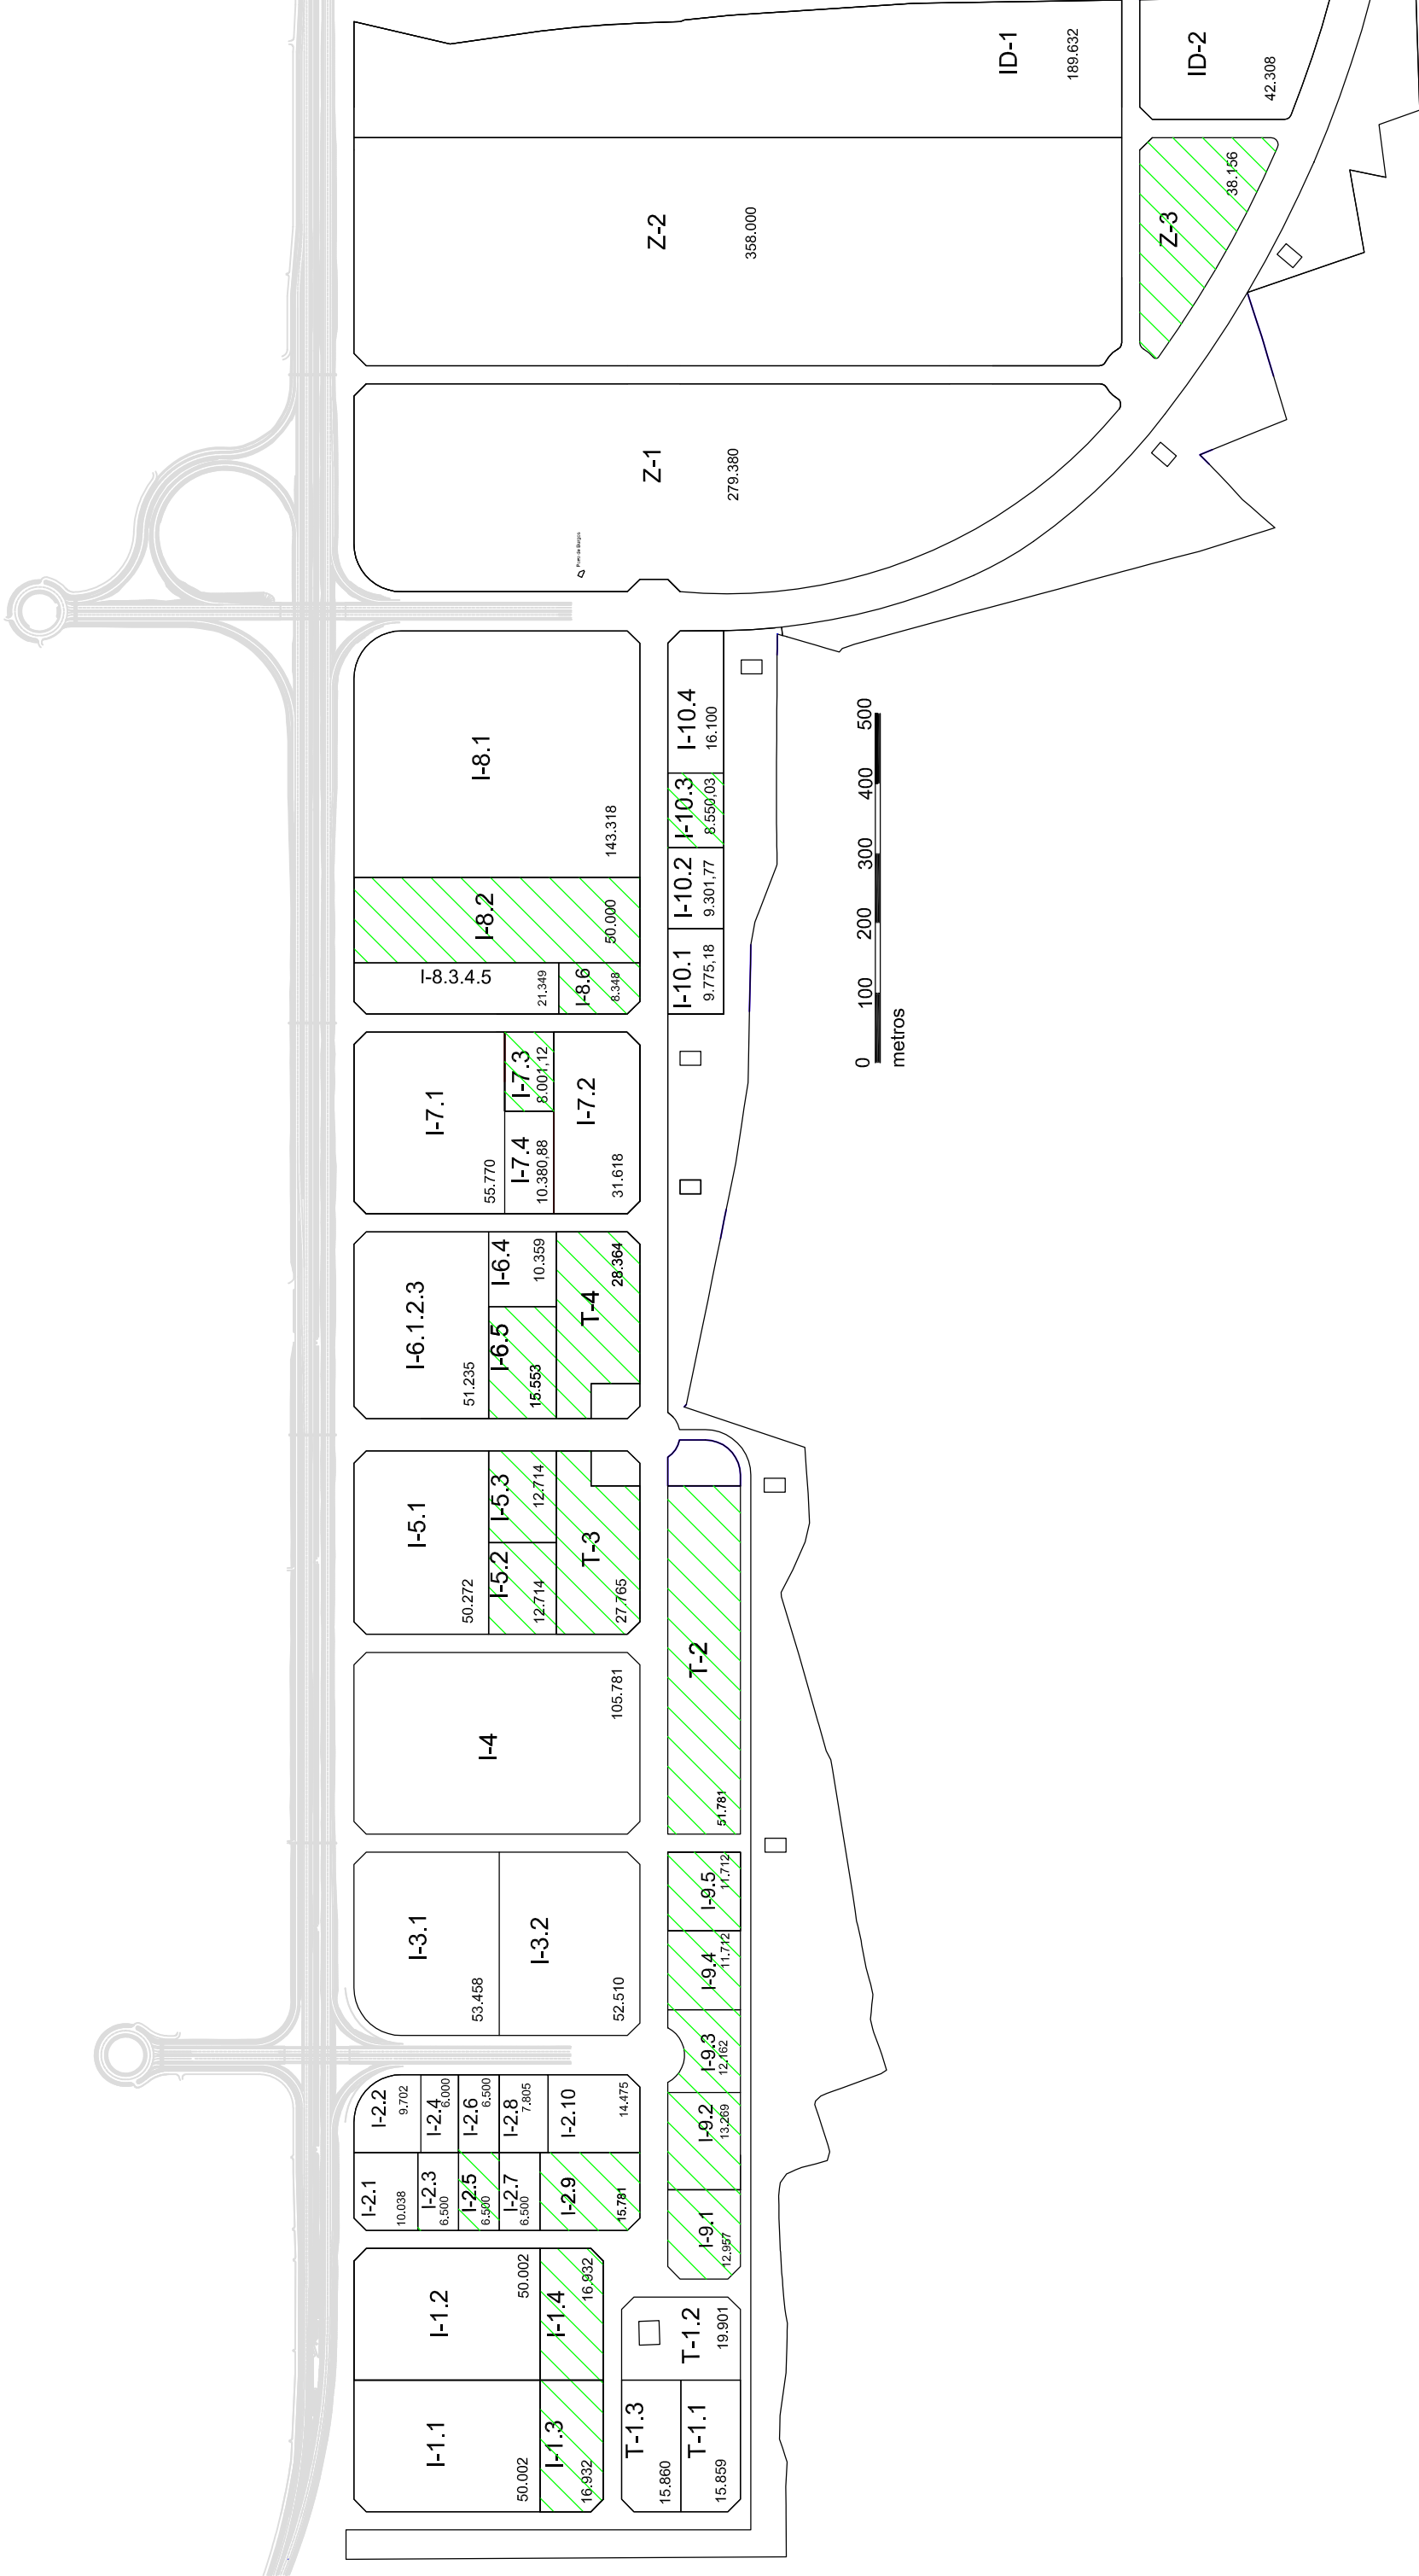 ID-1
189.632
ID-2
42.308
Z-2
358.000
Z-3
38.156
Z-1
279.380
I-8.1
143.318
I-8.2
50.000
I-8.3.4.5
21.349
I-8.6
8.348
I-10.4
16.100
I-10.3
8.550,03
I-10.2
9.301,77
I-10.1
9.775,18
0 100 200 300 400 500
metros
I-7.1
55.770
I-7.3
8.001,12
I-7.4
10.380,88
I-7.2
31.618
I-6.1.2.3
51.235
I-6.4
10.359
I-6.5
15.553
T-4
28.364
I-5.1
50.272
I-5.3
12.714
I-5.2
12.714
T-3
27.765
T-2
51.781
I-4
105.781
I-3.1
53.458
I-3.2
52.510
I-9.5
11.712
I-9.4
11.712
I-9.3
12.162
I-9.2
13.269
I-9.1
12.957
I-2.2
9.702
I-2.4
6.000
I-2.6
6.500
I-2.8
7.805
I-2.10
14.475
I-2.1
10.038
I-2.3
6.500
I-2.5
6.500
I-2.7
6.500
I-2.9
15.781
I-1.2
50.002
I-1.4
16.932
I-1.1
50.002
I-1.3
16.932
T-1.2
19.901
T-1.3
15.860
T-1.1
15.859